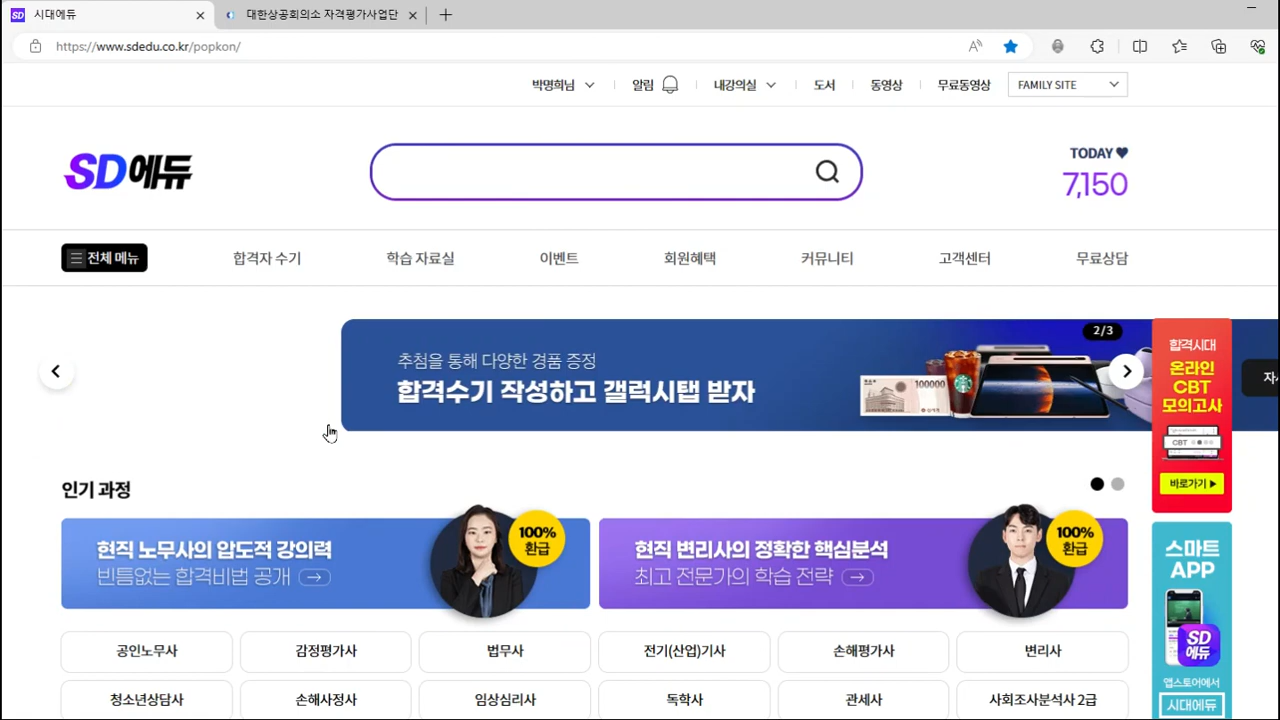 SD 시대에듀
대한상공회의소 자격평가사업단
https://www.sdedu.co.kr/popkon/
박명희님
알림
내강의실
도서
동영상
무료동영상
FAMILY SITE
SD에듀
TODAY
7,150
전체 메뉴
합격자 수기
학습 자료실
이벤트
회원혜택
커뮤니티
고객센터
무료상담
추첨을 통해 다양한 경품 증정
합격수기 작성하고 갤럭시탭 받자
100000
2/3
합격시대
온라인
CBT
모의고사
CBT
바로가기
인기 과정
현직 노무사의 압도적 강의력
빈틈없는 합격비법 공개
100%
환급
현직 변리사의 정확한 핵심분석
최고 전문가의 학습 전략
100%
환급
스마트
APP
SD
에듀
앱스토어에서
시대에듀
공인노무사
감정평가사
법무사
전기(산업)기사
손해평가사
변리사
청소년상담사
손해사정사
임상심리사
독학사
관세사
사회조사분석사 2급